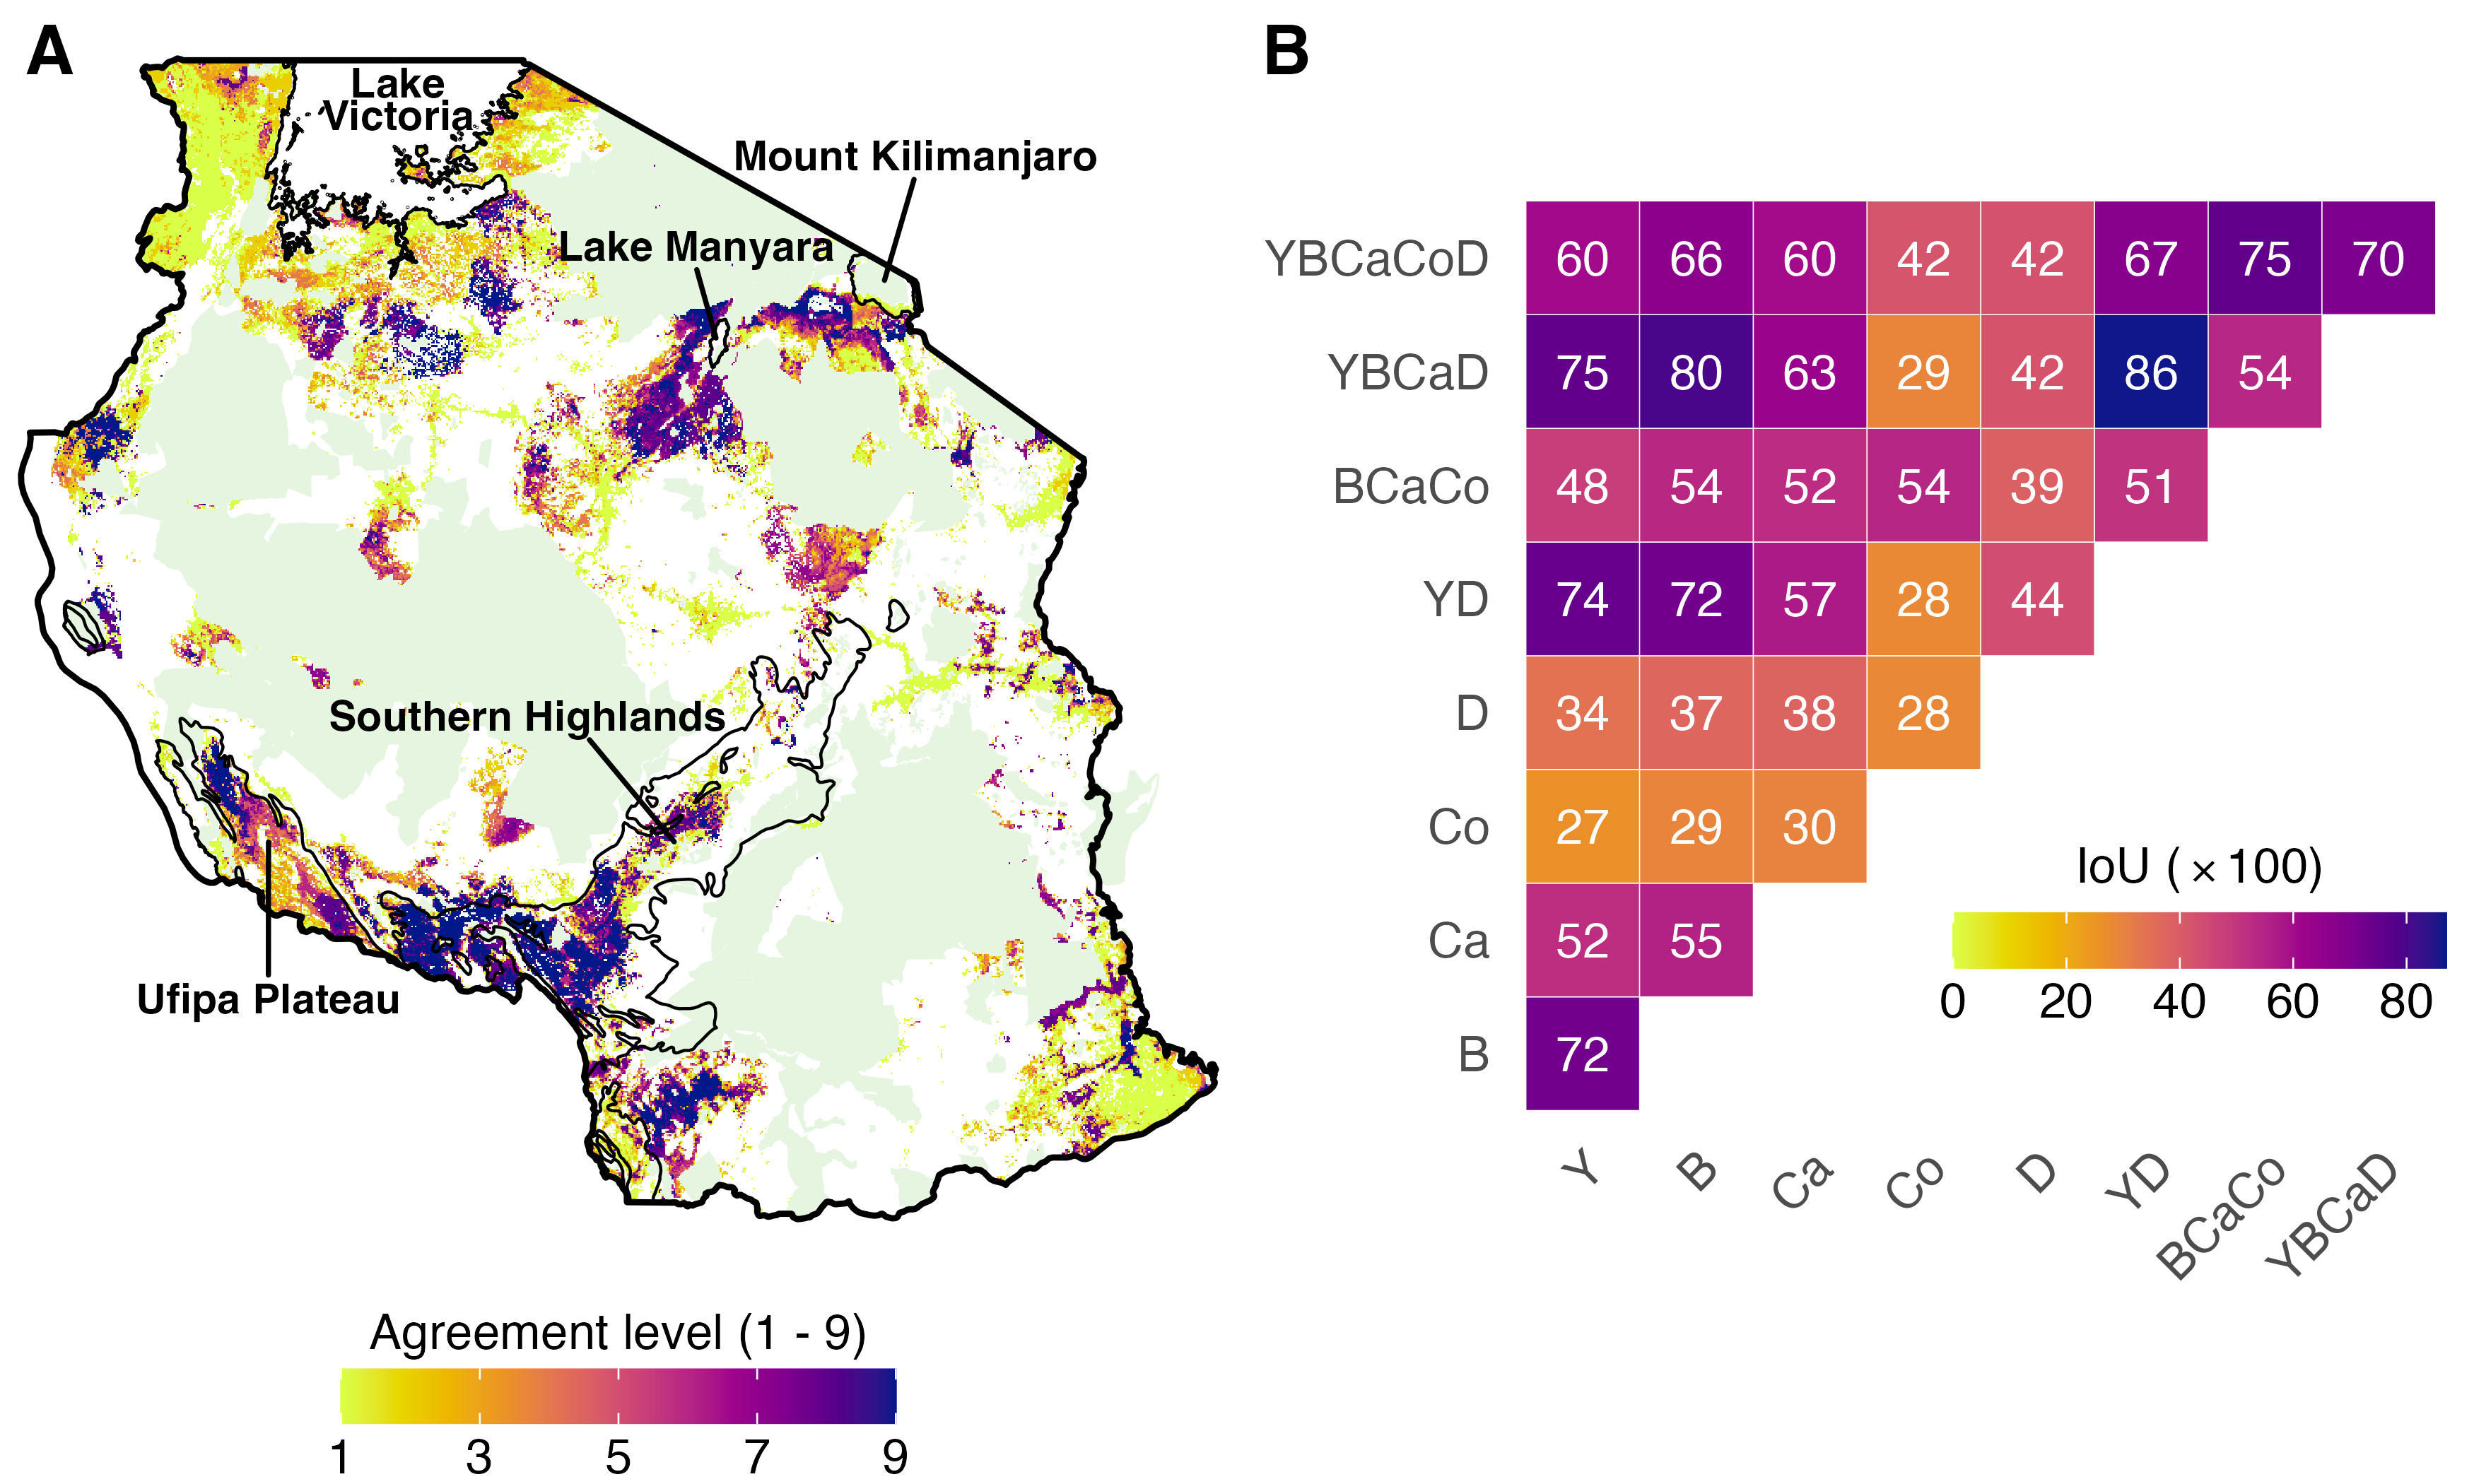 A
Lake
Victoria
Mount Kilimanjaro
Lake Manyara
Southern Highlands
Ufipa Plateau
Agreement level (1 - 9)
1 3 5 7 9
B
YBCaCoD 60 66 60 42 42 67 75 70
YBCaD 75 80 63 29 42 86 54
BCaCo 48 54 52 54 39 51
YD 74 72 57 28 44
D 34 37 38 28
Co 27 29 30
Ca 52 55
B 72
Y B Ca Co D YD BCaCo YBCaD
IoU (×100)
0 20 40 60 80